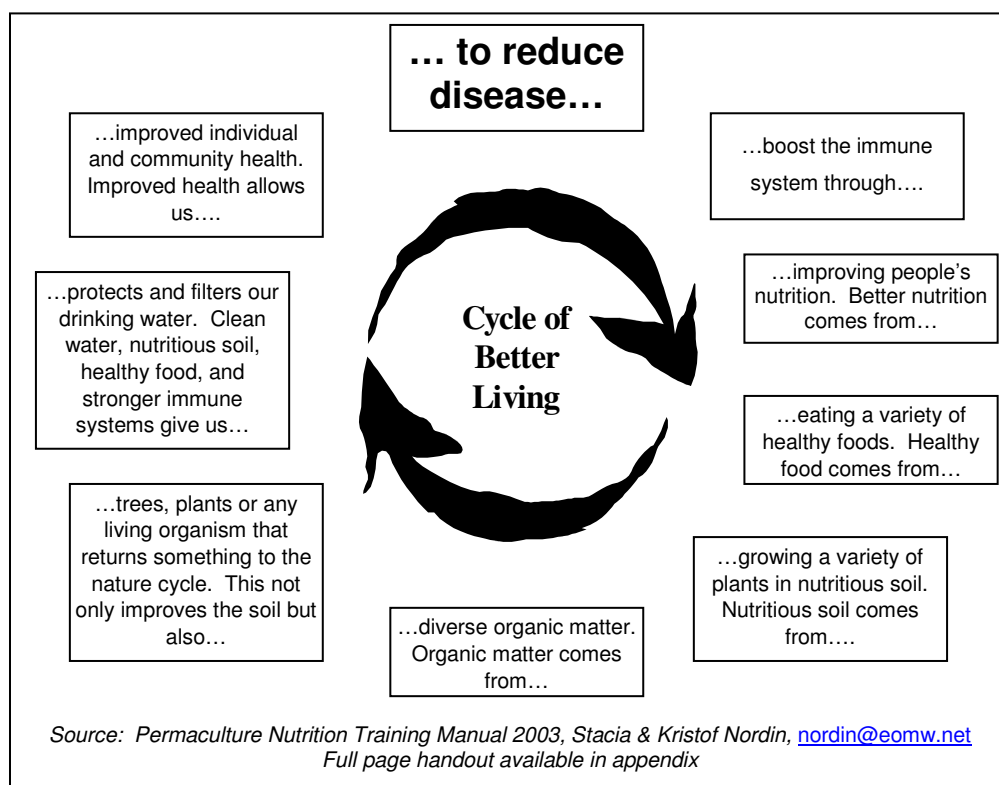 … to reduce
disease…
…boost the immune
system through….
…improving people’s
nutrition.  Better nutrition
comes from…
…eating a variety of
healthy foods.  Healthy
food comes from…
…growing a variety of
plants in nutritious soil.
Nutritious soil comes
from….
…diverse organic matter.
Organic matter comes
from…
…trees, plants or any
living organism that
returns something to the
nature cycle.  This not
only improves the soil but
also…
…protects and filters our
drinking water.  Clean
water, nutritious soil,
healthy food, and
stronger immune
systems give us…
…improved individual
and community health.
Improved health allows
us….
Cycle of
Better
Living
Source:  Permaculture Nutrition Training Manual 2003, Stacia & Kristof Nordin, nordin@eomw.net
Full page handout available in appendix